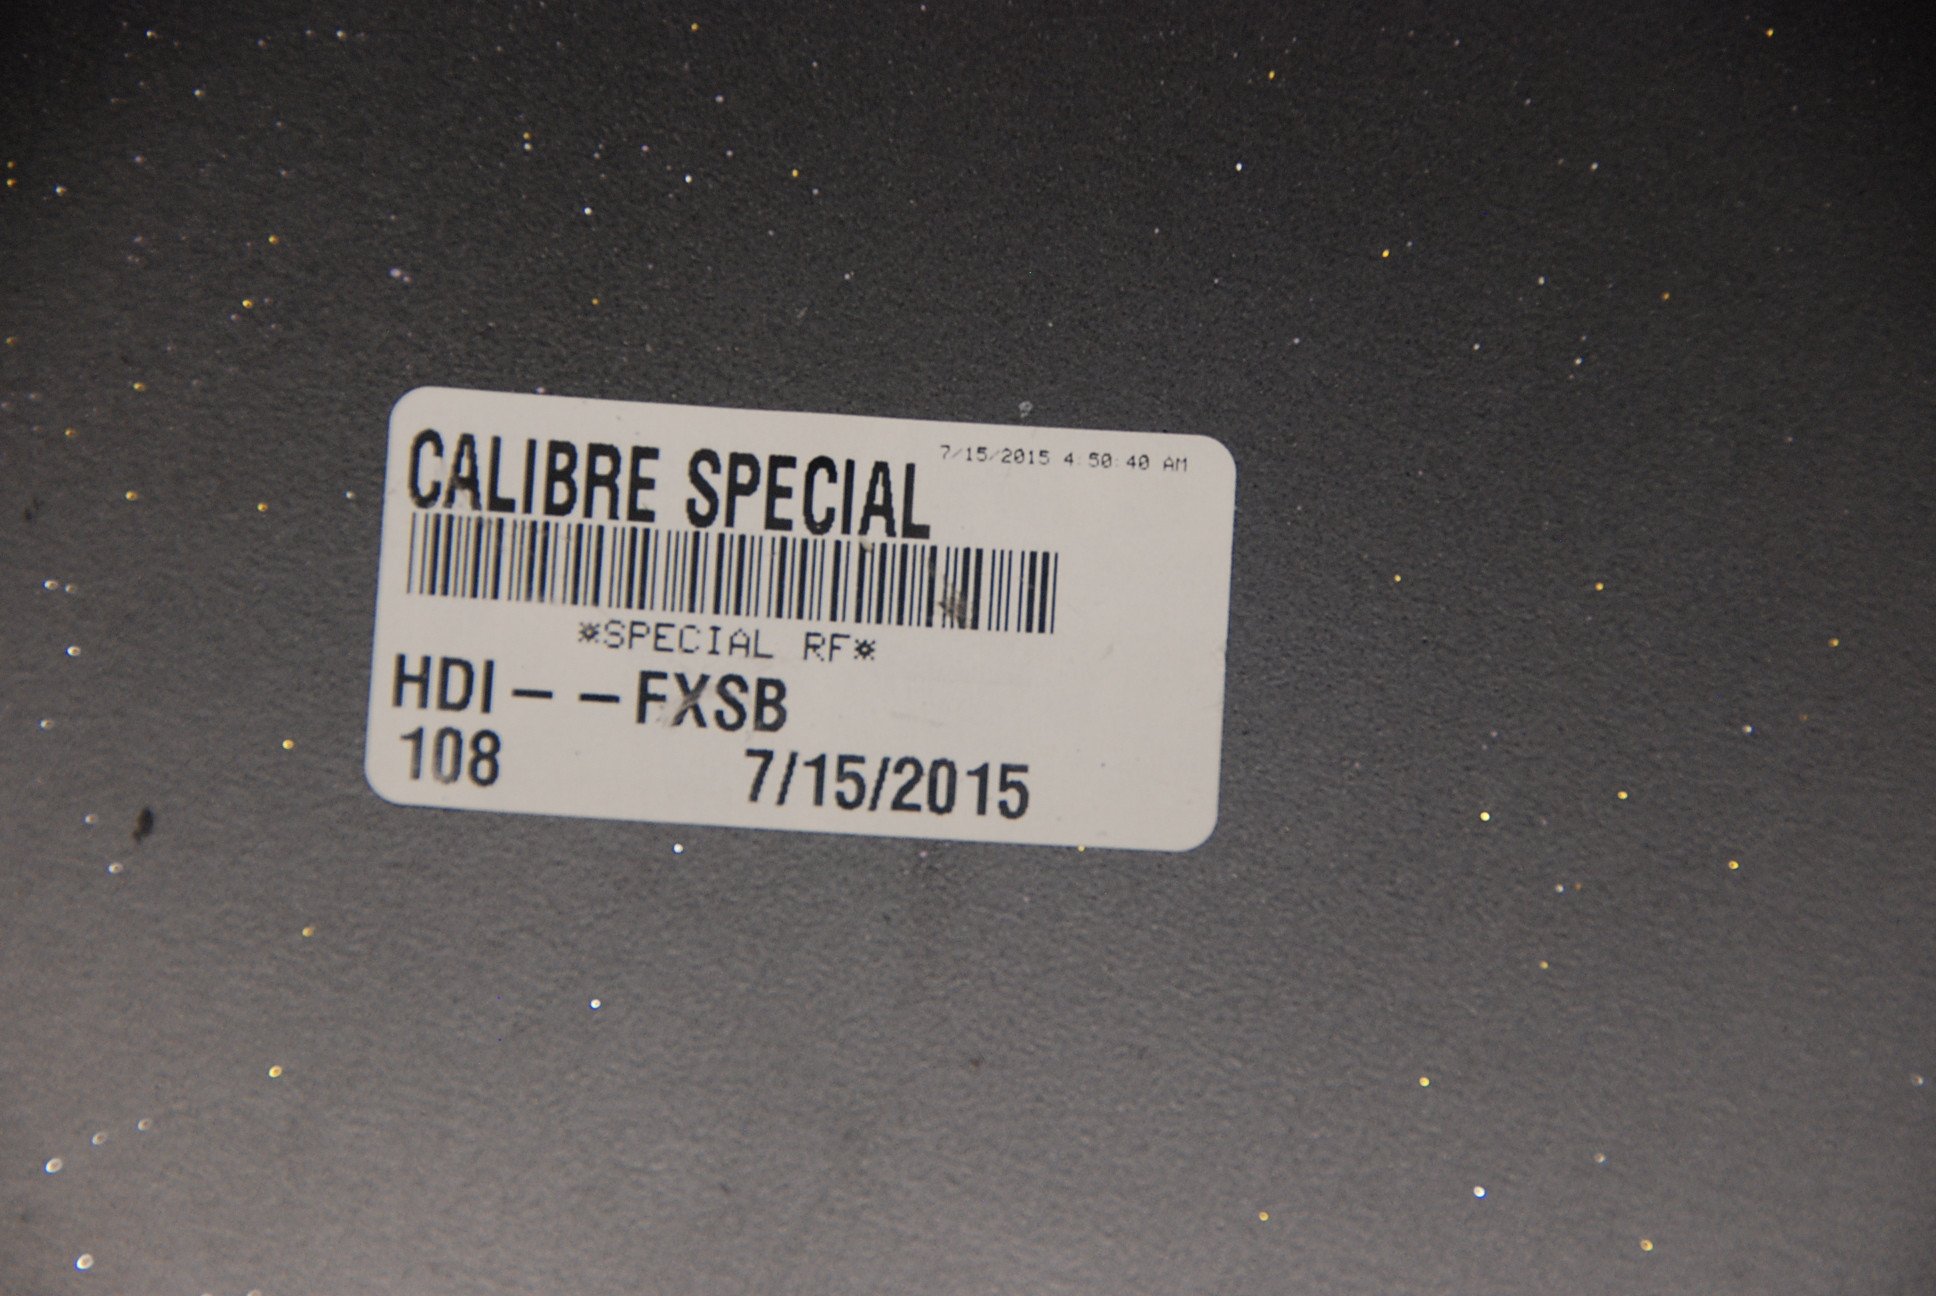 CALIBRE SPECIAL 7/15/2015 4:50:40 AM
*SPECIAL RF*
HDI - - FXSB
108 7/15/2015